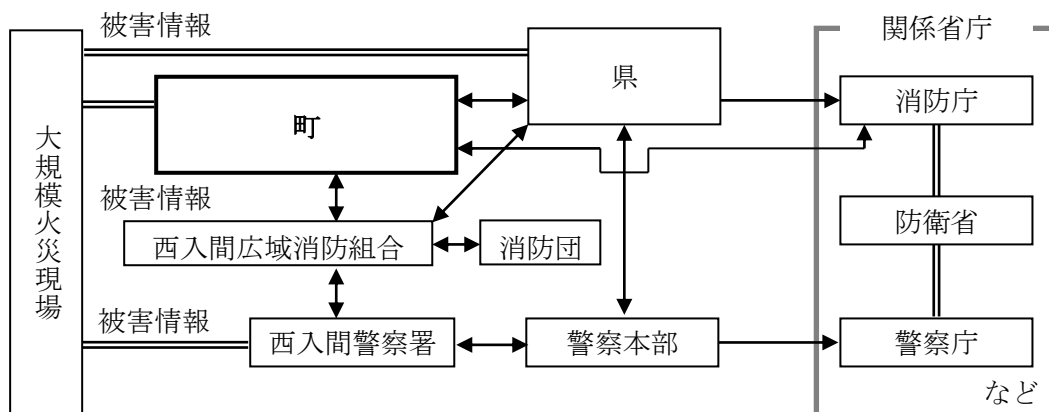 被害情報
関係省庁
県
消防庁
町
大規模火災現場
被害情報
防衛省
西入間広域消防組合
消防団
被害情報
西入間警察署
警察本部
警察庁
など